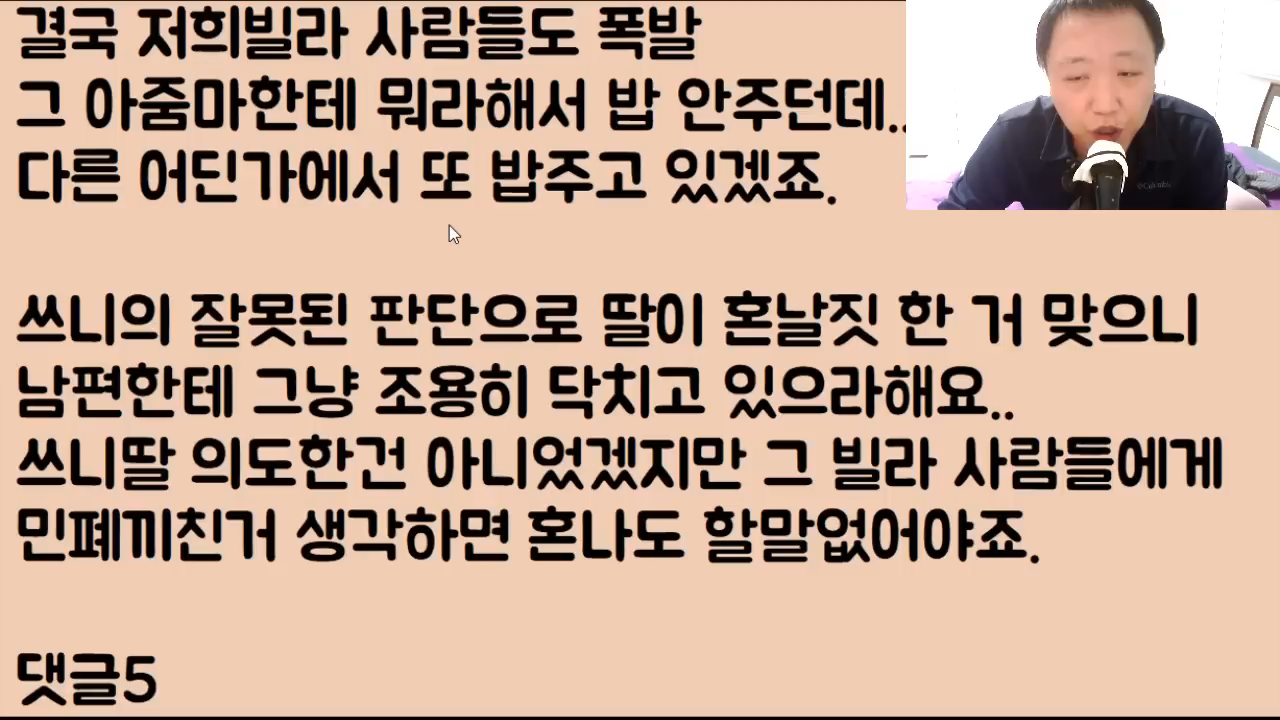 결국 저희빌라 사람들도 폭발
그 아줌마한테 뭐라해서 밥 안주던데..
다른 어딘가에서 또 밥주고 있겠죠.
쓰니의 잘못된 판단으로 딸이 혼날짓 한 거 맞으니
남편한테 그냥 조용히 닥치고 있으라해요..
쓰니딸 의도한건 아니었겠지만 그 빌라 사람들에게
민폐끼친거 생각하면 혼나도 할말없어야죠.
댓글5
Columbia